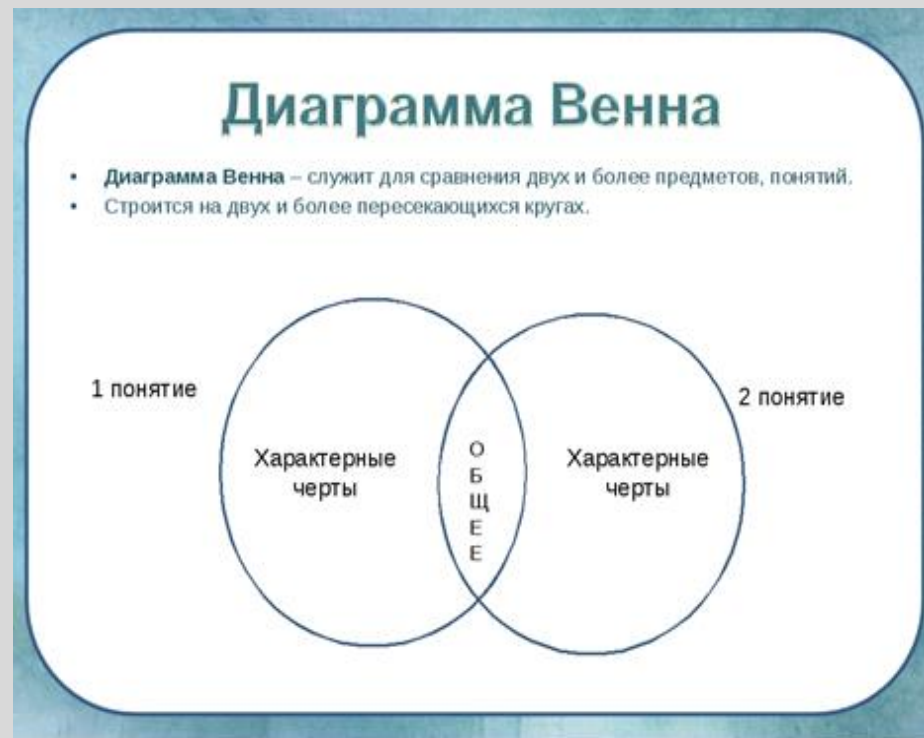 Диаграмма Венна
• Диаграмма Венна – служит для сравнения двух и более предметов, понятий.
• Строится на двух и более пересекающихся кругах.
1 понятие
2 понятие
Характерные
черты
О
Б
Щ
Е
Е
Характерные
черты